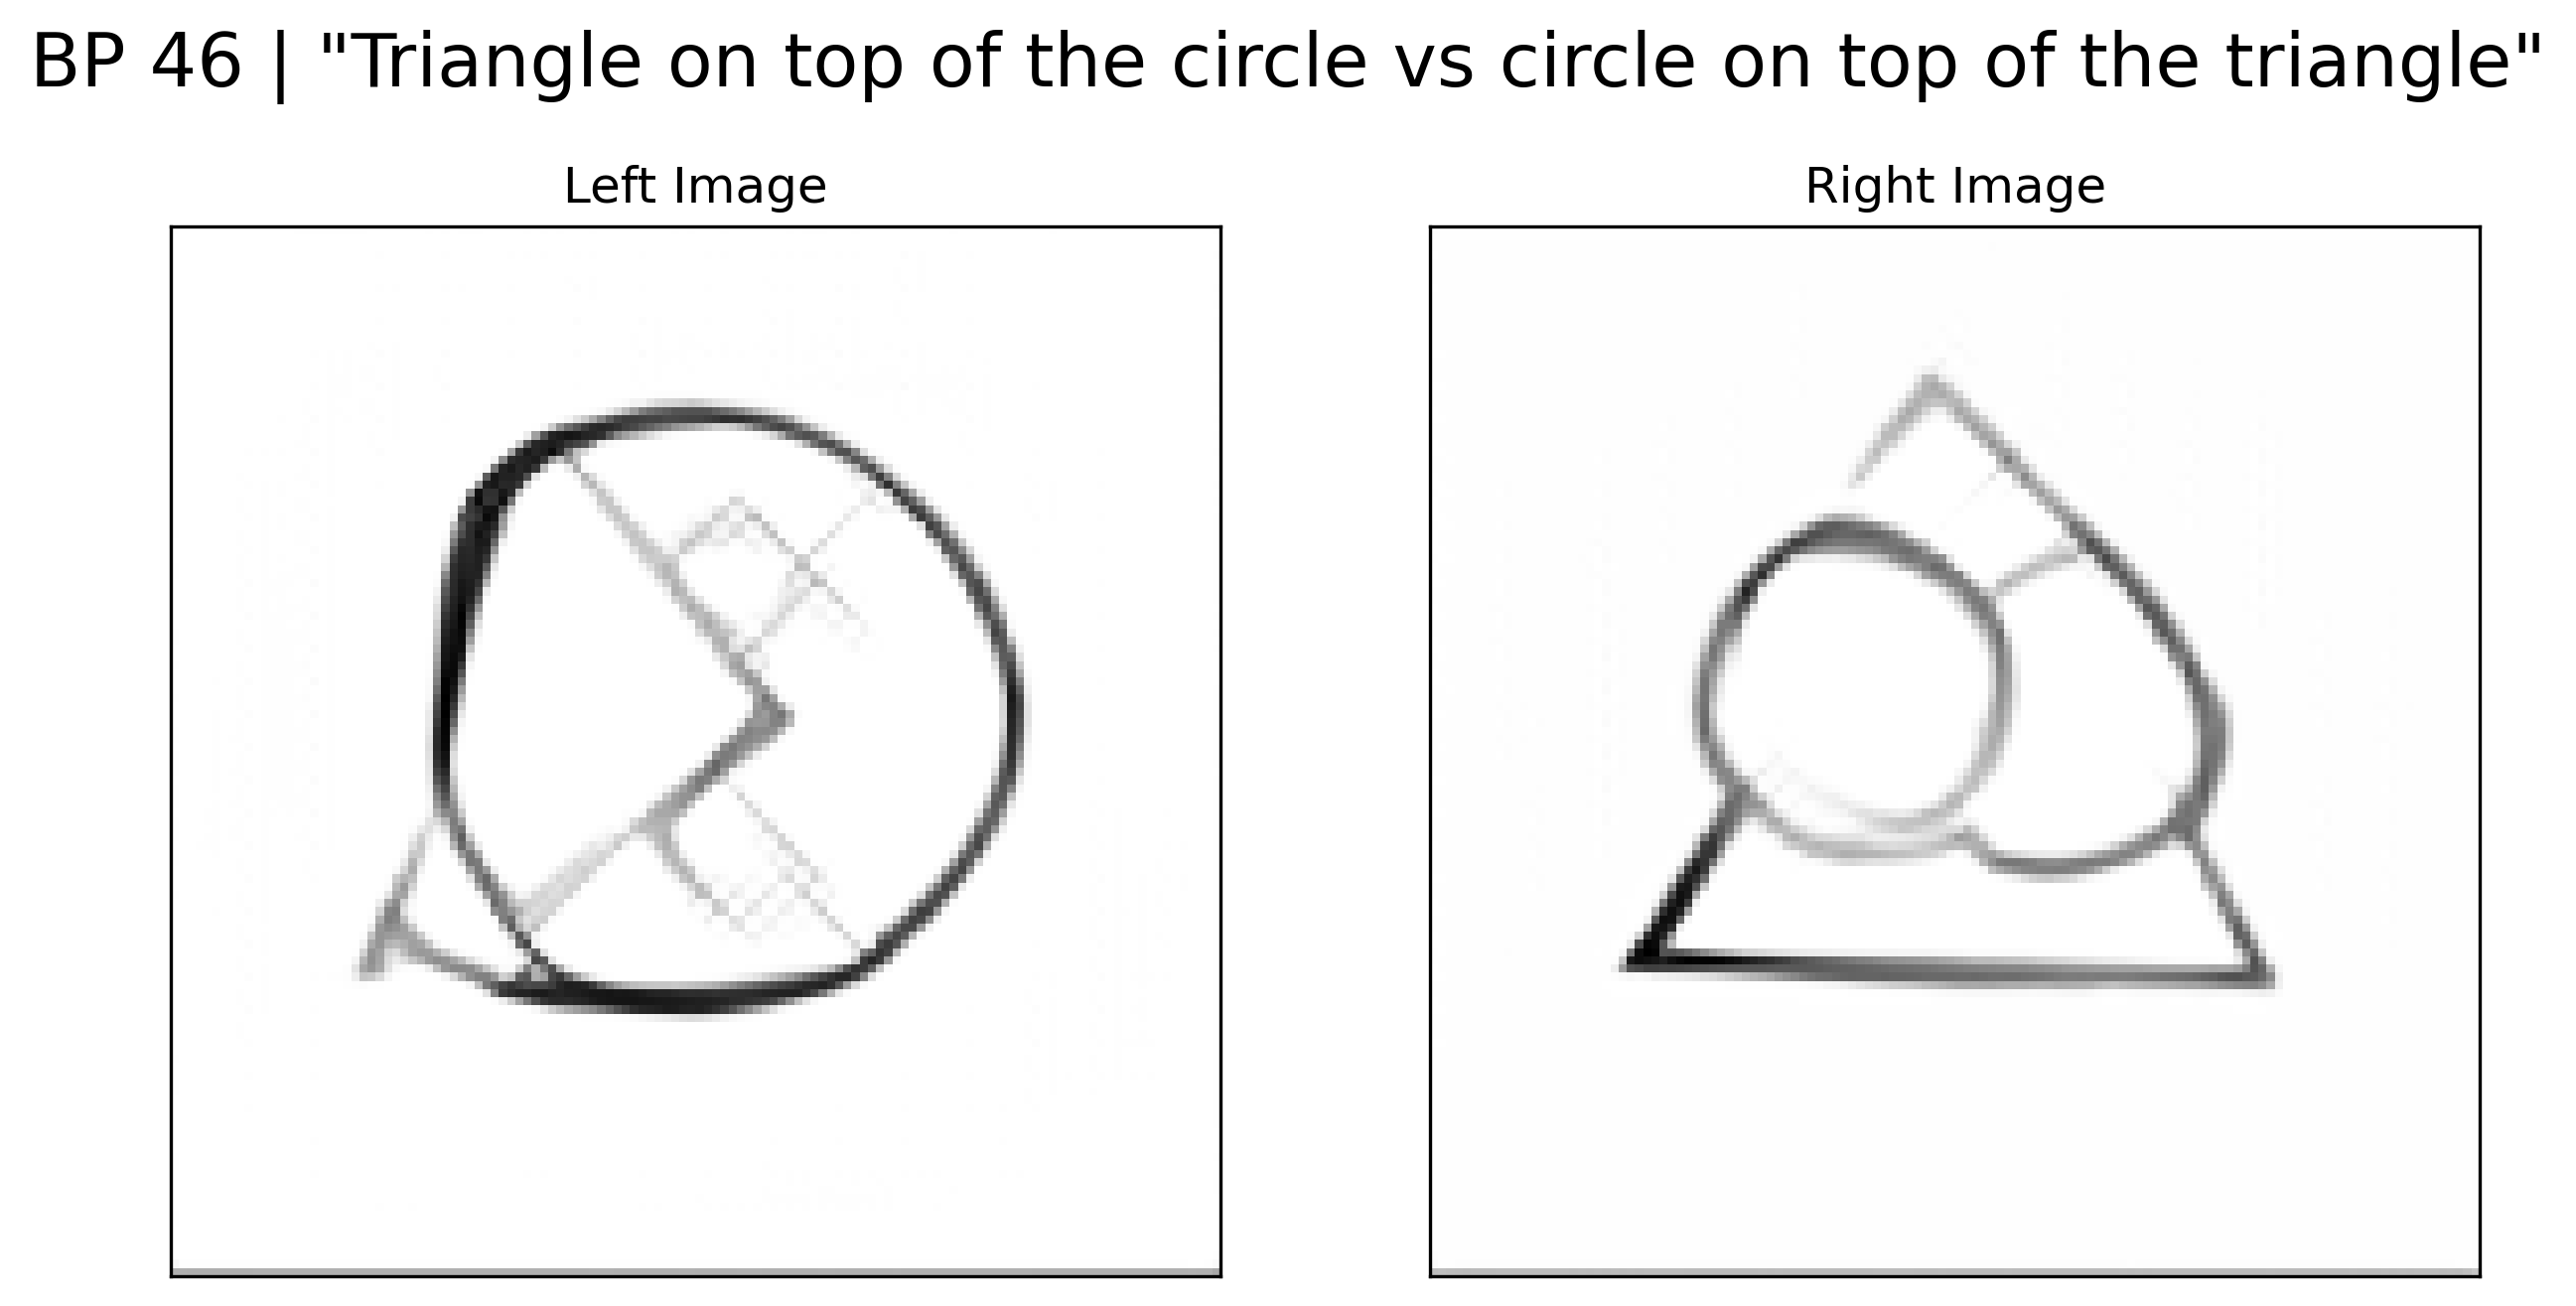 BP 46 | "Triangle on top of the circle vs circle on top of the triangle"
Left Image
Right Image